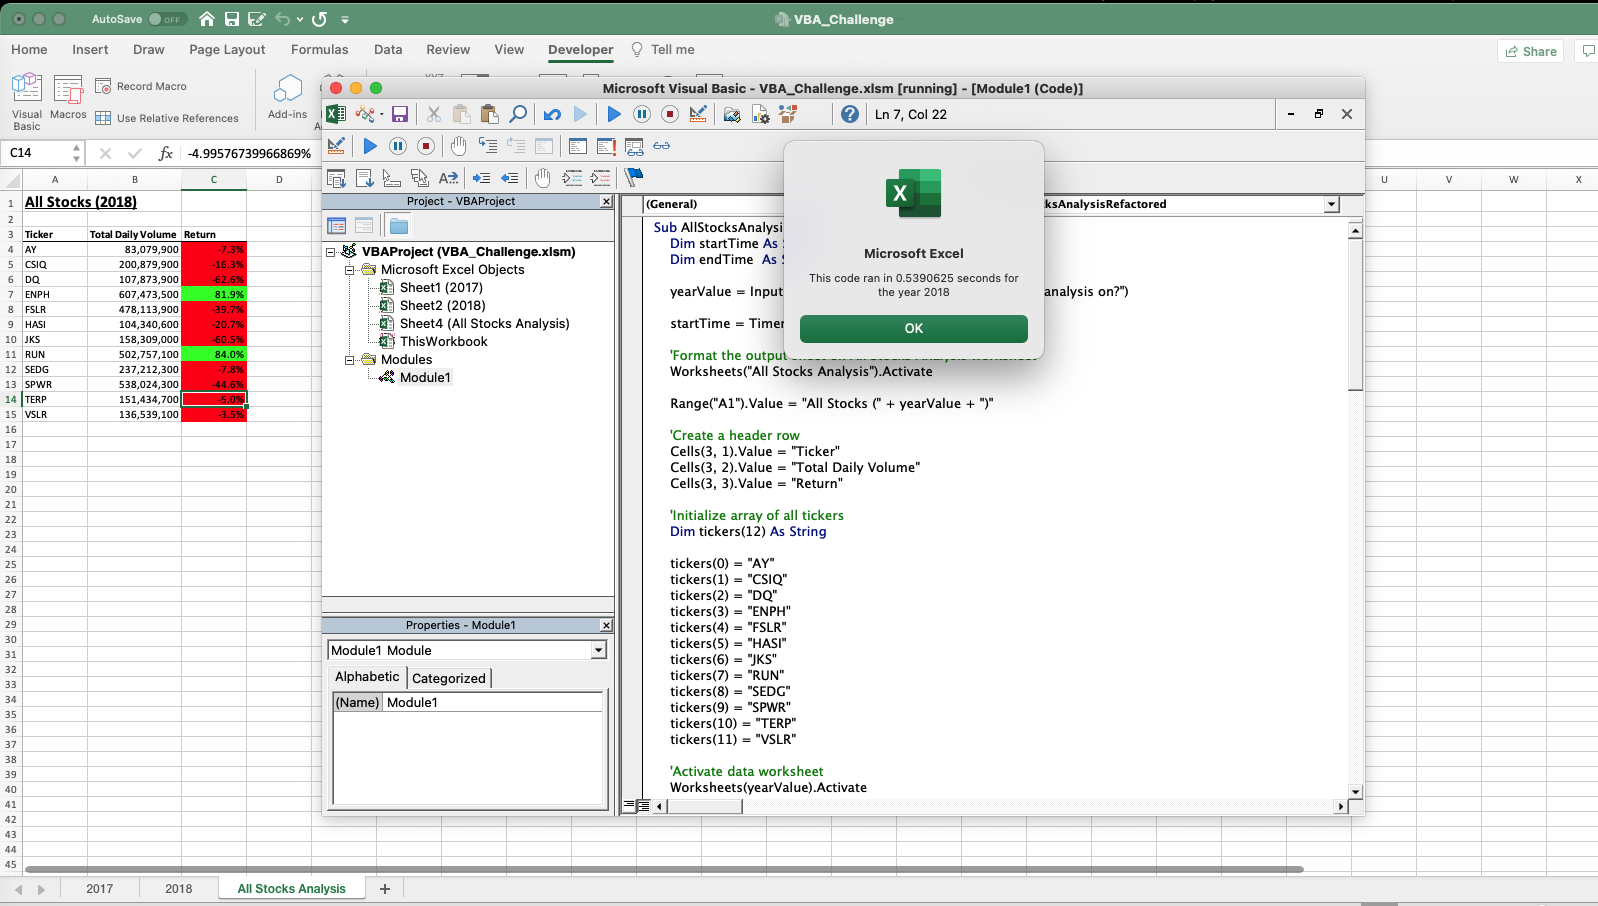 AutoSave OFF
VBA_Challenge
Home Insert Draw Page Layout Formulas Data Review View Developer Tell me
Share
Visual Basic
Macros
Record Macro
Use Relative References
Add-ins
Microsoft Visual Basic - VBA_Challenge.xlsm [running] - [Module1 (Code)]
Ln 7, Col 22
C14
fx
-4.99576739966869%
A B C D U V W X
1 All Stocks (2018)
2
3 Ticker Total Daily Volume Return
4 AY 83,079,900 -7.3%
5 CSIQ 200,879,900 -16.3%
6 DQ 107,873,900 -62.6%
7 ENPH 607,473,500 81.9%
8 FSLR 478,113,900 -39.7%
9 HASI 104,340,600 -20.7%
10 JKS 158,309,000 -60.5%
11 RUN 502,757,100 84.0%
12 SEDG 237,212,300 -7.8%
13 SPWR 538,024,300 -44.6%
14 TERP 151,434,700 -5.0%
15 VSLR 136,539,100 -3.5%
16
17
18
19
20
21
22
23
24
25
26
27
28
29
30
31
32
33
34
35
36
37
38
39
40
41
42
43
44
45
Project - VBAProject
VBAProject (VBA_Challenge.xlsm)
Microsoft Excel Objects
Sheet1 (2017)
Sheet2 (2018)
Sheet4 (All Stocks Analysis)
ThisWorkbook
Modules
Module1
Properties - Module1
Module1 Module
Alphabetic Categorized
(Name) Module1
(General)
ksAnalysisRefactored
Sub AllStocksAnalysi
Dim startTime As
Dim endTime As
yearValue = Input
analysis on?")
startTime = Timer
'Format the output
Worksheets("All Stocks Analysis").Activate
Range("A1").Value = "All Stocks (" + yearValue + ")"
'Create a header row
Cells(3, 1).Value = "Ticker"
Cells(3, 2).Value = "Total Daily Volume"
Cells(3, 3).Value = "Return"
'Initialize array of all tickers
Dim tickers(12) As String
tickers(0) = "AY"
tickers(1) = "CSIQ"
tickers(2) = "DQ"
tickers(3) = "ENPH"
tickers(4) = "FSLR"
tickers(5) = "HASI"
tickers(6) = "JKS"
tickers(7) = "RUN"
tickers(8) = "SEDG"
tickers(9) = "SPWR"
tickers(10) = "TERP"
tickers(11) = "VSLR"
'Activate data worksheet
Worksheets(yearValue).Activate
Microsoft Excel
This code ran in 0.5390625 seconds for
the year 2018
OK
2017 2018 All Stocks Analysis +